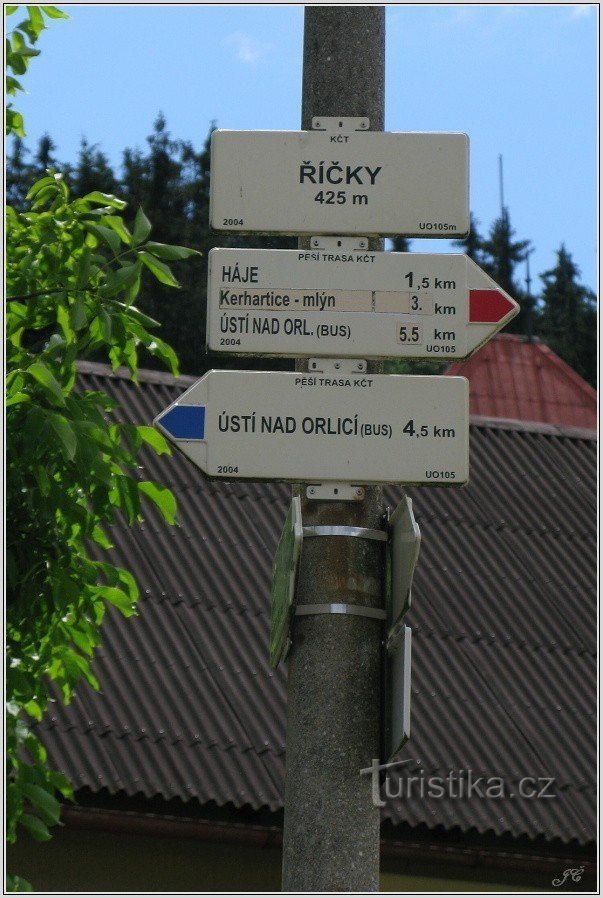 KČT
ŘÍČKY
425 m
2004 UO105m
PĚŠÍ TRASA KČT
HÁJE 1,5 km
Kerhartice - mlýn 3. km
ÚSTÍ NAD ORL. (BUS) 5.5 km
2004 UO105
PĚŠÍ TRASA KČT
ÚSTÍ NAD ORLICÍ (BUS) 4,5 km
2004 UO105
Turistika.cz
JČ